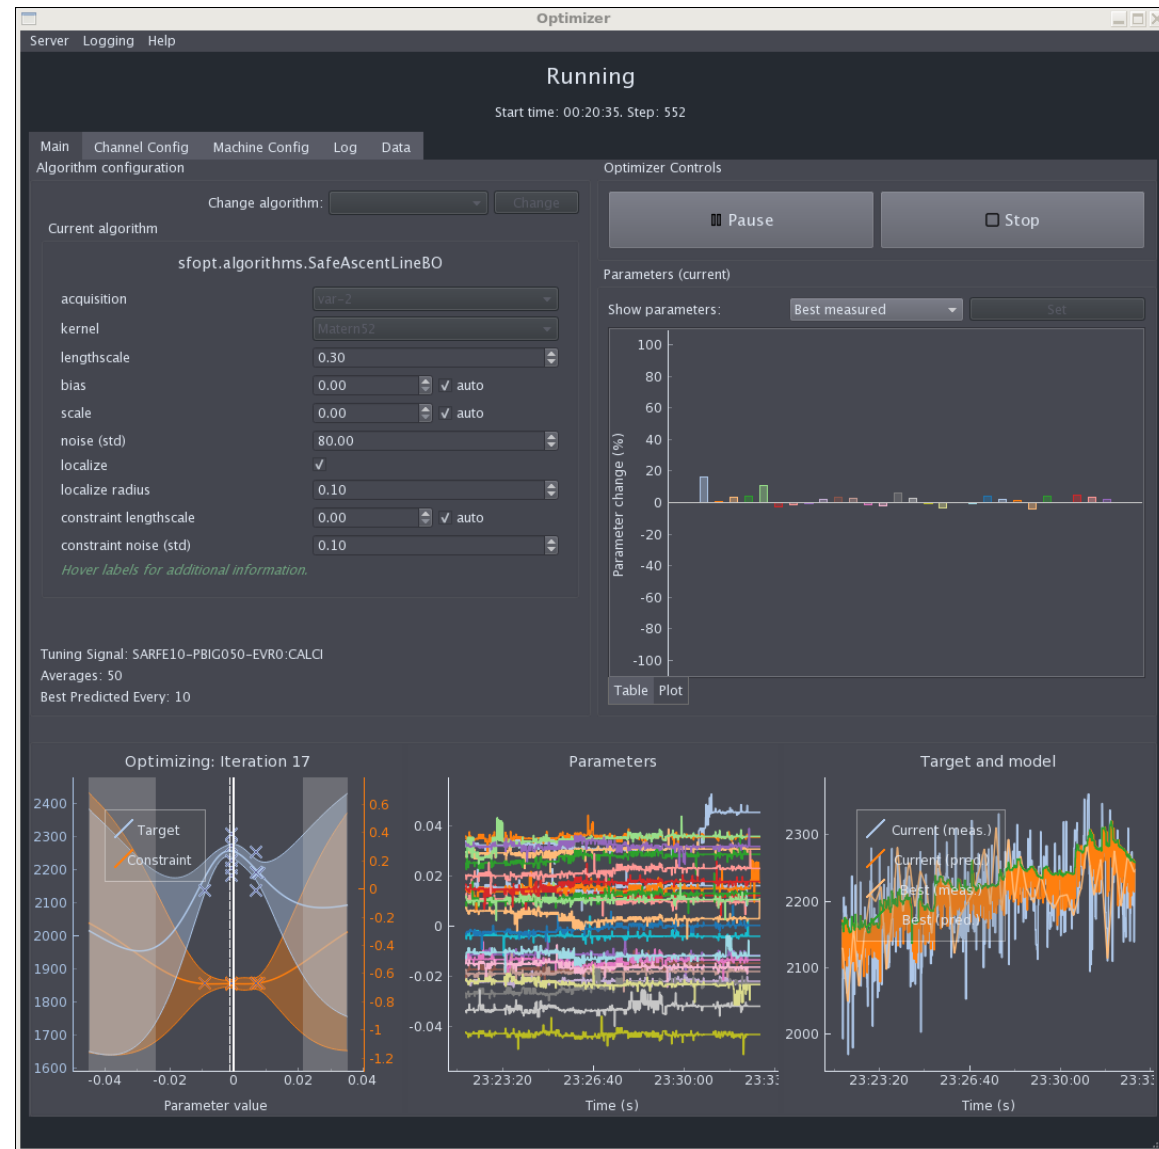 Optimizer
Server Logging Help
Running
Start time: 00:20:35. Step: 552
Main Channel Config Machine Config Log Data
Algorithm configuration
Change algorithm: Change
Current algorithm
sfopt.algorithms.SafeAscentLineBO
acquisition var-2
kernel Matern52
lengthscale 0.30
bias 0.00 auto
scale 0.00 auto
noise (std) 80.00
localize
localize radius 0.10
constraint lengthscale 0.00 auto
constraint noise (std) 0.10
Hover labels for additional information.
Tuning Signal: SARFE10-PBIG050-EVR0:CALCI
Averages: 50
Best Predicted Every: 10
Optimizer Controls
Pause Stop
Parameters (current)
Show parameters: Best measured Set
Parameter change (%)
100
80
60
40
20
0
-20
-40
-60
-80
-100
Table Plot
Optimizing: Iteration 17
2400
2300
2200
2100
2000
1900
1800
1700
1600
Target
Constraint
0.6
0.4
0.2
0
-0.2
-0.4
-0.6
-0.8
-1
-1.2
-0.04 -0.02 0 0.02 0.04
Parameter value
Parameters
0.04
0.02
0
-0.02
-0.04
23:23:20 23:26:40 23:30:00 23:33
Time (s)
Target and model
2300
2200
2100
2000
Current (meas.)
Current (pred.)
Best (meas.)
Best (pred.)
23:23:20 23:26:40 23:30:00 23:33
Time (s)